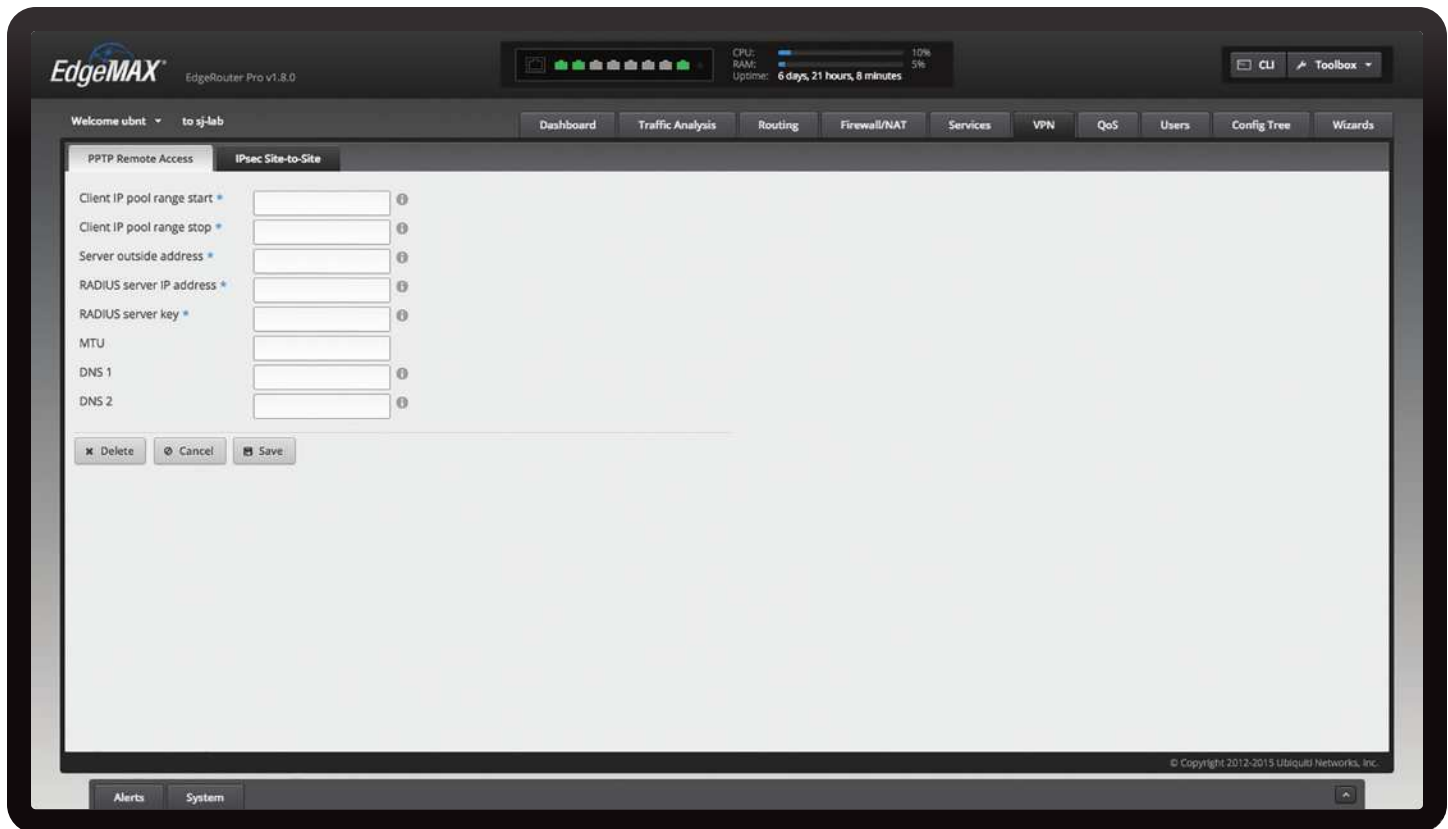 EdgeMAX EdgeRouter Pro v1.8.0
CPU: 10%
RAM: 5%
Uptime: 6 days, 21 hours, 8 minutes
CLI Toolbox
Welcome ubnt to sj-lab
Dashboard Traffic Analysis Routing Firewall/NAT Services VPN QoS Users Config Tree Wizards
PPTP Remote Access IPsec Site-to-Site
Client IP pool range start *
Client IP pool range stop *
Server outside address *
RADIUS server IP address *
RADIUS server key *
MTU
DNS 1
DNS 2
Delete Cancel Save
© Copyright 2012-2015 Ubiquiti Networks, Inc.
Alerts System